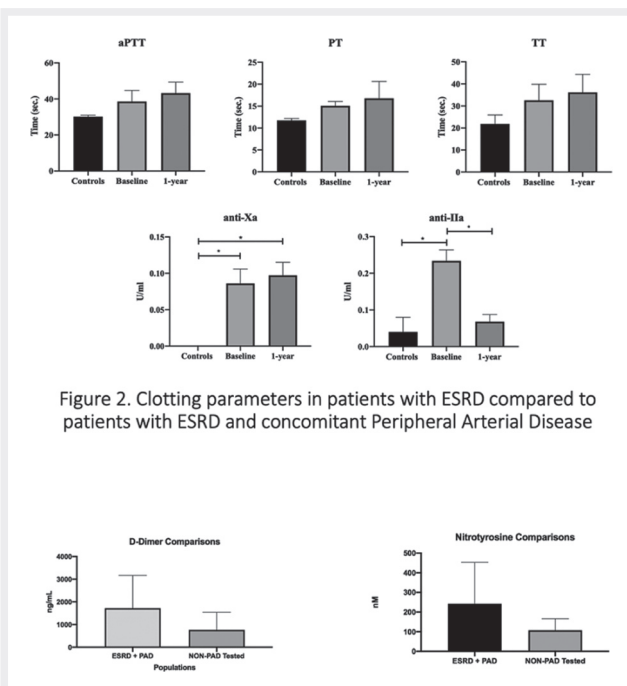 aPTT
PT
TT
Time (sec.)
60
40
20
0
Controls Baseline 1-year
Time (sec.)
25
20
15
10
5
0
Controls Baseline 1-year
Time (sec.)
50
40
30
20
10
0
Controls Baseline 1-year
anti-Xa
anti-IIa
U/ml
0.15
0.10
0.05
0.00
* 
*
Controls Baseline 1-year
U/ml
0.3
0.2
0.1
0.0
*
*
Controls Baseline 1-year
Figure 2. Clotting parameters in patients with ESRD compared to
patients with ESRD and concomitant Peripheral Arterial Disease
D-Dimer Comparisons
ng/mL
4000
3000
2000
1000
0
ESRD + PAD NON-PAD Tested
Populations
Nitrotyrosine Comparisons
nM
500
400
300
200
100
0
ESRD + PAD NON-PAD Tested